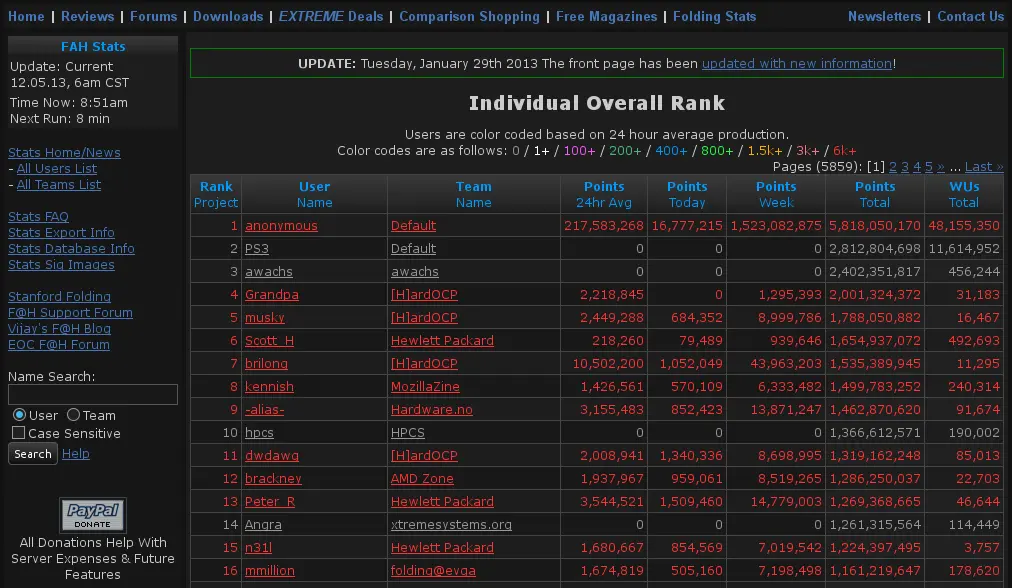 Home | Reviews | Forums | Downloads | EXTREME Deals | Comparison Shopping | Free Magazines | Folding Stats
Newsletters | Contact Us
FAH Stats
Update: Current
12.05.13, 6am CST
Time Now: 8:51am
Next Run: 8 min
Stats Home/News
- All Users List
- All Teams List
Stats FAQ
Stats Export Info
Stats Database Info
Stats Sig Images
Stanford Folding
F@H Support Forum
Vijay's F@H Blog
EOC F@H Forum
Name Search:
User Team
Case Sensitive
Search Help
PayPal
DONATE
All Donations Help With
Server Expenses & Future
Features
UPDATE: Tuesday, January 29th 2013 The front page has been updated with new information!
Individual Overall Rank
Users are color coded based on 24 hour average production.
Color codes are as follows: 0 / 1+ / 100+ / 200+ / 400+ / 800+ / 1.5k+ / 3k+ / 6k+
Pages (5859): [1] 2 3 4 5 » ... Last »
Rank User Team Points Points Points Points WUs
Project Name Name 24hr Avg Today Week Total Total
1 anonymous Default 217,583,268 16,777,215 1,523,082,875 5,818,050,170 48,155,350
2 PS3 Default 0 0 0 2,812,804,698 11,614,952
3 awachs awachs 0 0 0 2,402,351,817 456,244
4 Grandpa [H]ardOCP 2,218,845 0 1,295,393 2,001,324,372 31,183
5 musky [H]ardOCP 2,449,288 684,352 8,999,786 1,788,050,882 16,467
6 Scott_H Hewlett Packard 218,260 79,489 939,646 1,654,937,072 492,693
7 brilong [H]ardOCP 10,502,200 1,052,049 43,963,203 1,535,389,945 11,295
8 kennish MozillaZine 1,426,561 570,109 6,333,482 1,499,783,252 240,314
9 -alias- Hardware.no 3,155,483 852,423 13,871,247 1,462,870,620 91,674
10 hpcs HPCS 0 0 0 1,366,612,571 190,002
11 dwdawg [H]ardOCP 2,008,941 1,340,336 8,698,995 1,319,162,248 85,013
12 brackney AMD Zone 1,937,967 959,061 8,519,265 1,286,250,037 22,703
13 Peter_R Hewlett Packard 3,544,521 1,509,460 14,779,003 1,269,368,665 46,644
14 Angra xtremesystems.org 0 0 0 1,261,315,564 114,449
15 n31l Hewlett Packard 1,680,667 854,569 7,019,542 1,224,397,495 3,757
16 mmillion folding@evga 1,674,819 505,160 7,198,498 1,161,219,647 178,620